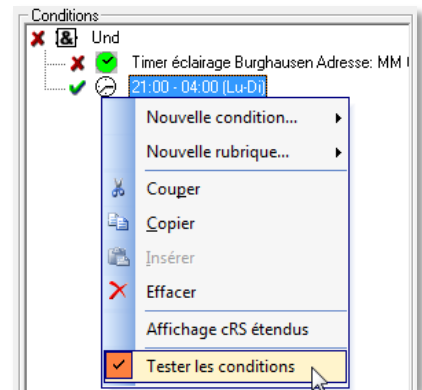 Conditions
& Und
Timer éclairage Burghausen Adresse: MM
21:00 - 04:00 (Lu-Di)
Nouvelle condition...
Nouvelle rubrique...
Couper
Copier
Insérer
Effacer
Affichage cRS étendus
Tester les conditions